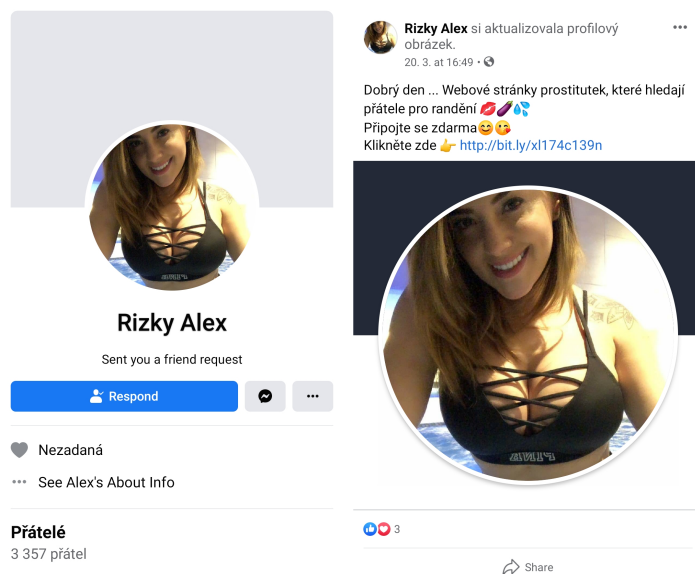 Rizky Alex
Sent you a friend request
Respond
Nezadaná
See Alex's About Info
Přátelé
3 357 přátel
Rizky Alex si aktualizovala profilový
obrázek.
20. 3. at 16:49 •
Dobrý den ... Webové stránky prostitutek, které hledají
přátele pro randění 💋🍆💦
Připojte se zdarma😊😘
Klikněte zde 👉 http://bit.ly/xl174c139n
3
Share